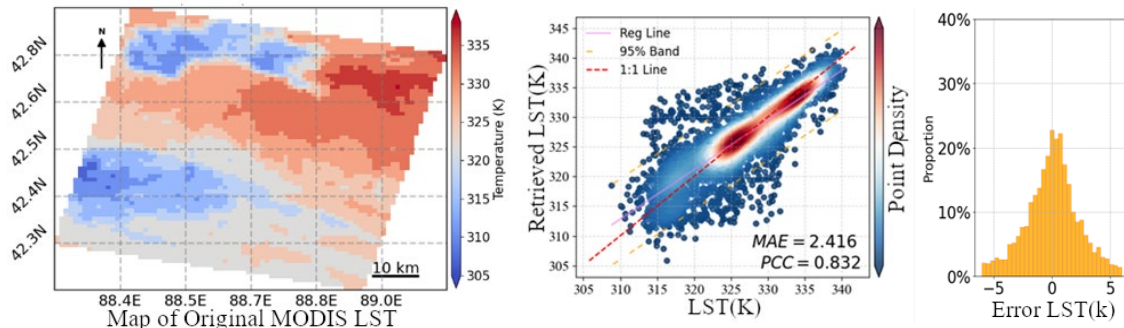 N
42.8N
42.6N
42.5N
42.4N
42.3N
88.4E 88.5E 88.7E 88.8E 89.0E
10 km
Map of Original MODIS LST
335
330
325
320
315
310
305
Temperature (K)
Reg Line
95% Band
1:1 Line
345
340
335
330
325
320
315
310
305
Retrieved LST(K)
MAE = 2.416
PCC = 0.832
305 310 315 320 325 330 335 340
LST(K)
Point Density
40%
30%
20%
10%
0%
Proportion
−5 0 5
Error LST(k)